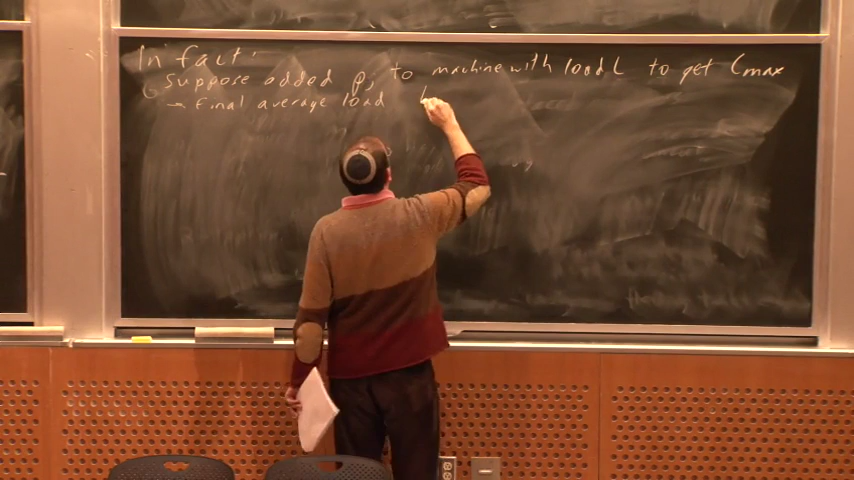 In fact:
Suppose added pj to machine with load L to get Cmax
→ final average load